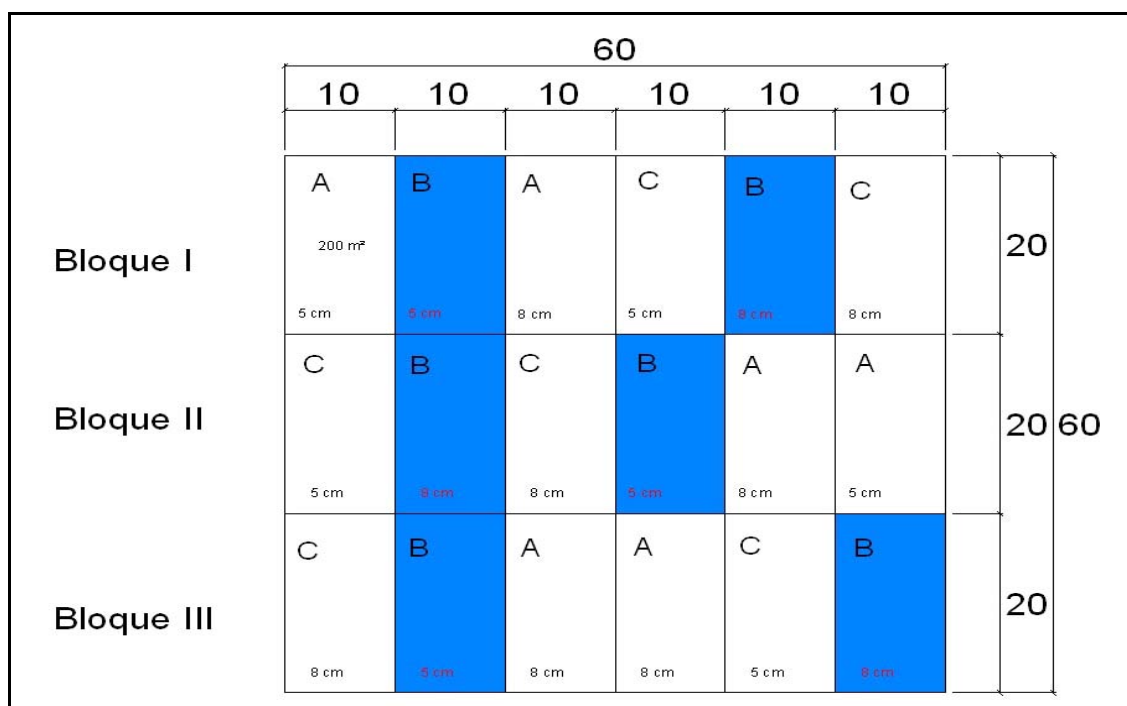 60
10 10 10 10 10 10
A B A C B C
200 m²
Bloque I
20
5 cm 5 cm 8 cm 5 cm 8 cm 8 cm
C B C B A A
Bloque II
20 60
5 cm 8 cm 8 cm 5 cm 8 cm 5 cm
C B A A C B
Bloque III
20
8 cm 5 cm 8 cm 8 cm 5 cm 8 cm